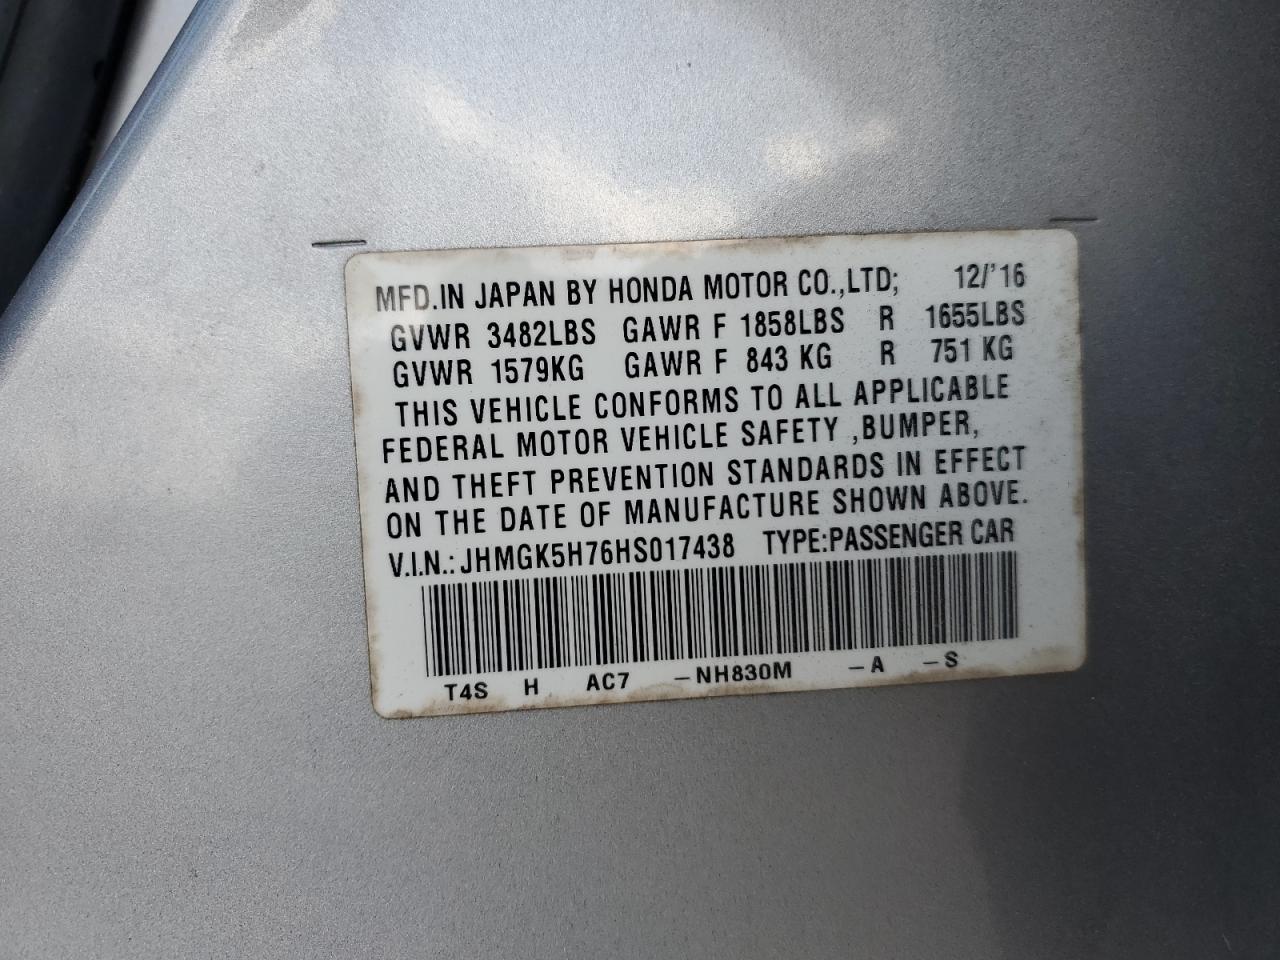 MFD.IN JAPAN BY HONDA MOTOR CO.,LTD; 12/'16
GVWR 3482LBS GAWR F 1858LBS R 1655LBS
GVWR 1579KG GAWR F 843 KG R 751 KG
THIS VEHICLE CONFORMS TO ALL APPLICABLE
FEDERAL MOTOR VEHICLE SAFETY ,BUMPER,
AND THEFT PREVENTION STANDARDS IN EFFECT
ON THE DATE OF MANUFACTURE SHOWN ABOVE.
V.I.N.: JHMGK5H76HS017438 TYPE:PASSENGER CAR
T4S H AC7 –NH830M –A –S